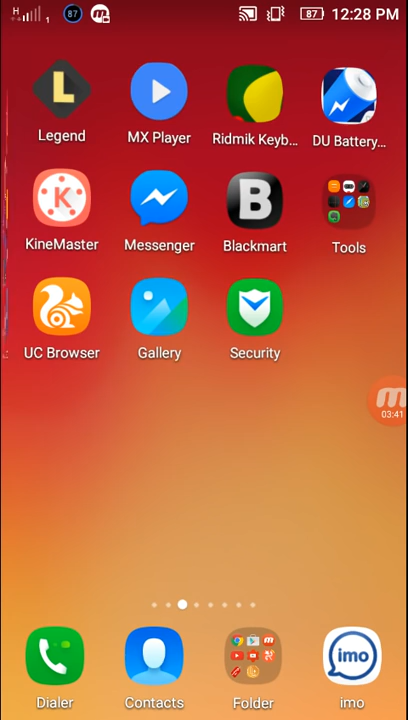 H
1
87
87
12:28 PM
L
Legend
MX Player
Ridmik Keyb...
DU Battery...
K
KineMaster
Messenger
B
Blackmart
Tools
UC Browser
Gallery
Security
03:41
Dialer
Contacts
Folder
imo
imo